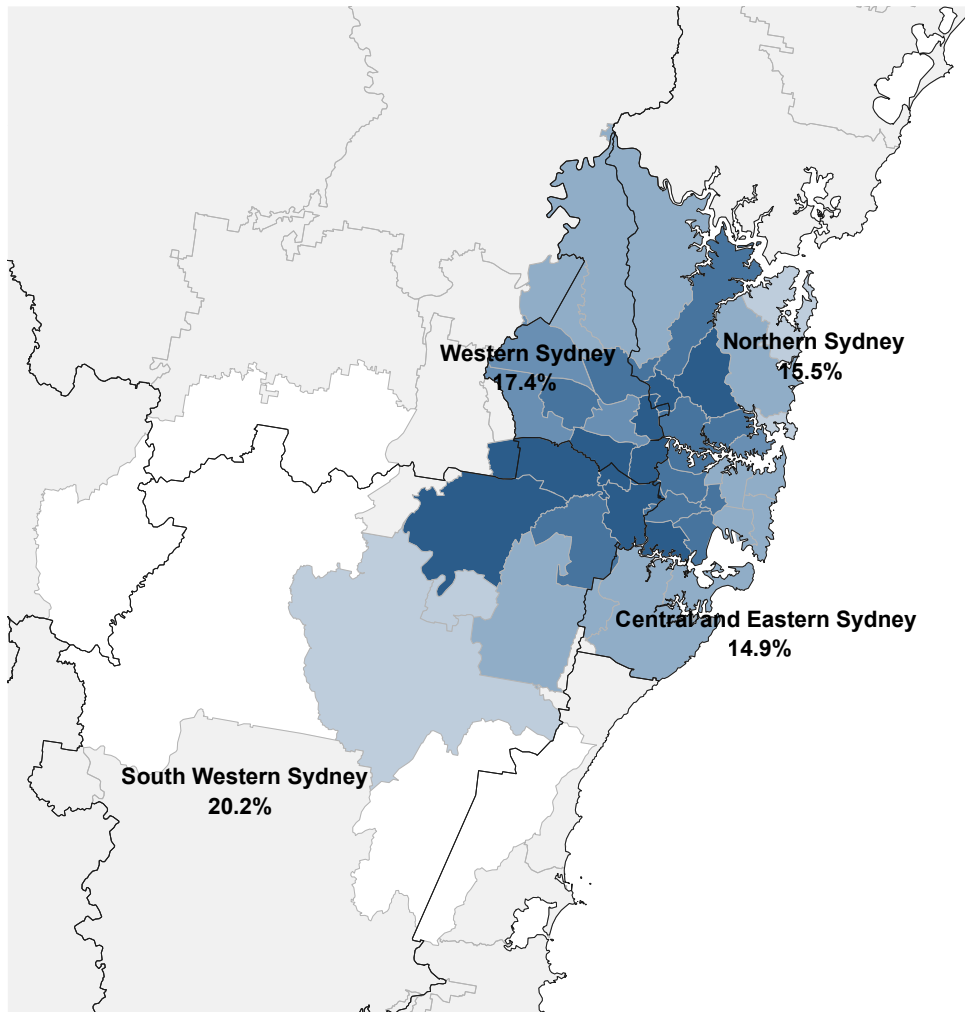 Northern Sydney
15.5%
Western Sydney
17.4%
Central and Eastern Sydney
14.9%
South Western Sydney
20.2%